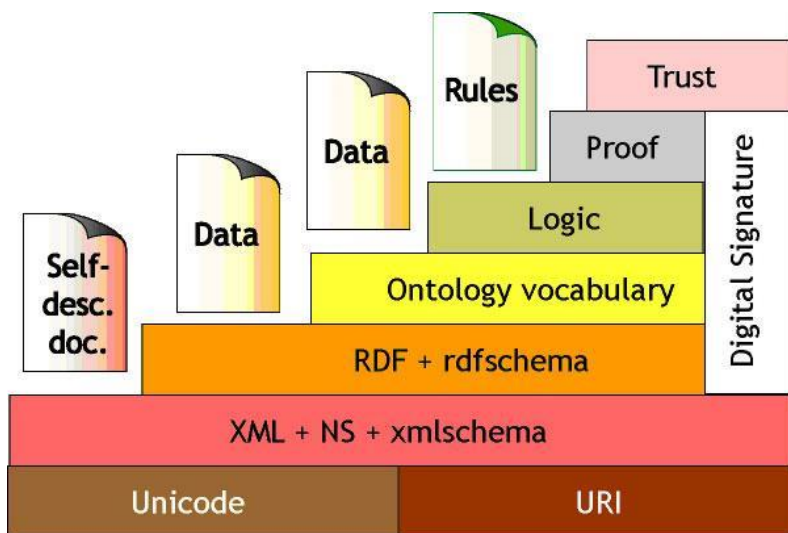 Rules
Trust
Data
Proof
Data
Logic
Self-
desc.
doc.
Ontology vocabulary
Digital Signature
RDF + rdfschema
XML + NS + xmlschema
Unicode
URI